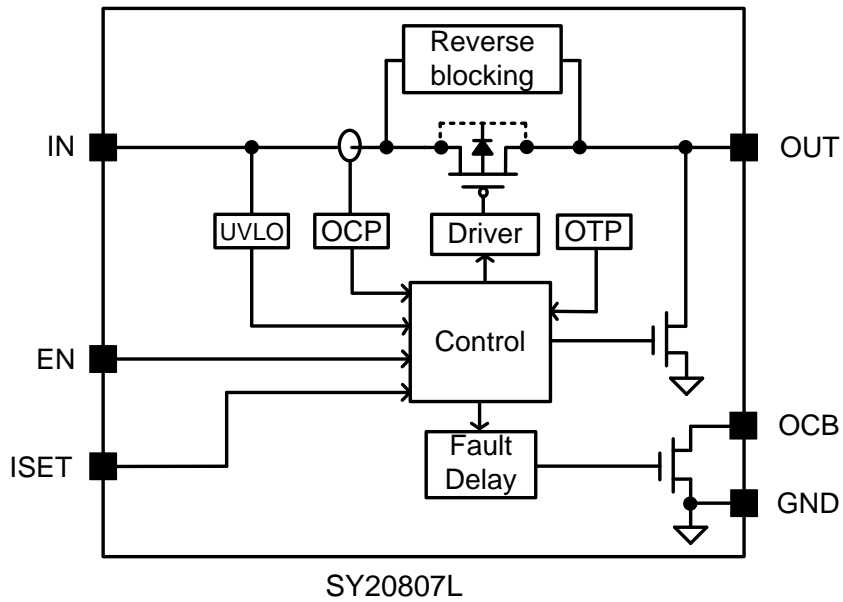 Reverse
blocking
IN
OUT
UVLO
OCP
Driver
OTP
Control
EN
OCB
Fault
Delay
ISET
GND
SY20807L